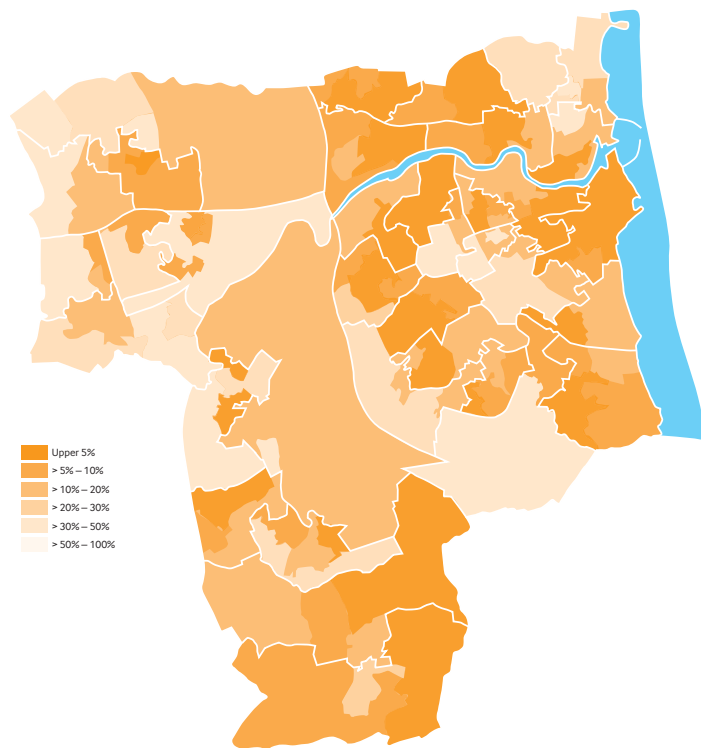 Upper 5%
> 5% – 10%
> 10% – 20%
> 20% – 30%
> 30% – 50%
> 50% – 100%